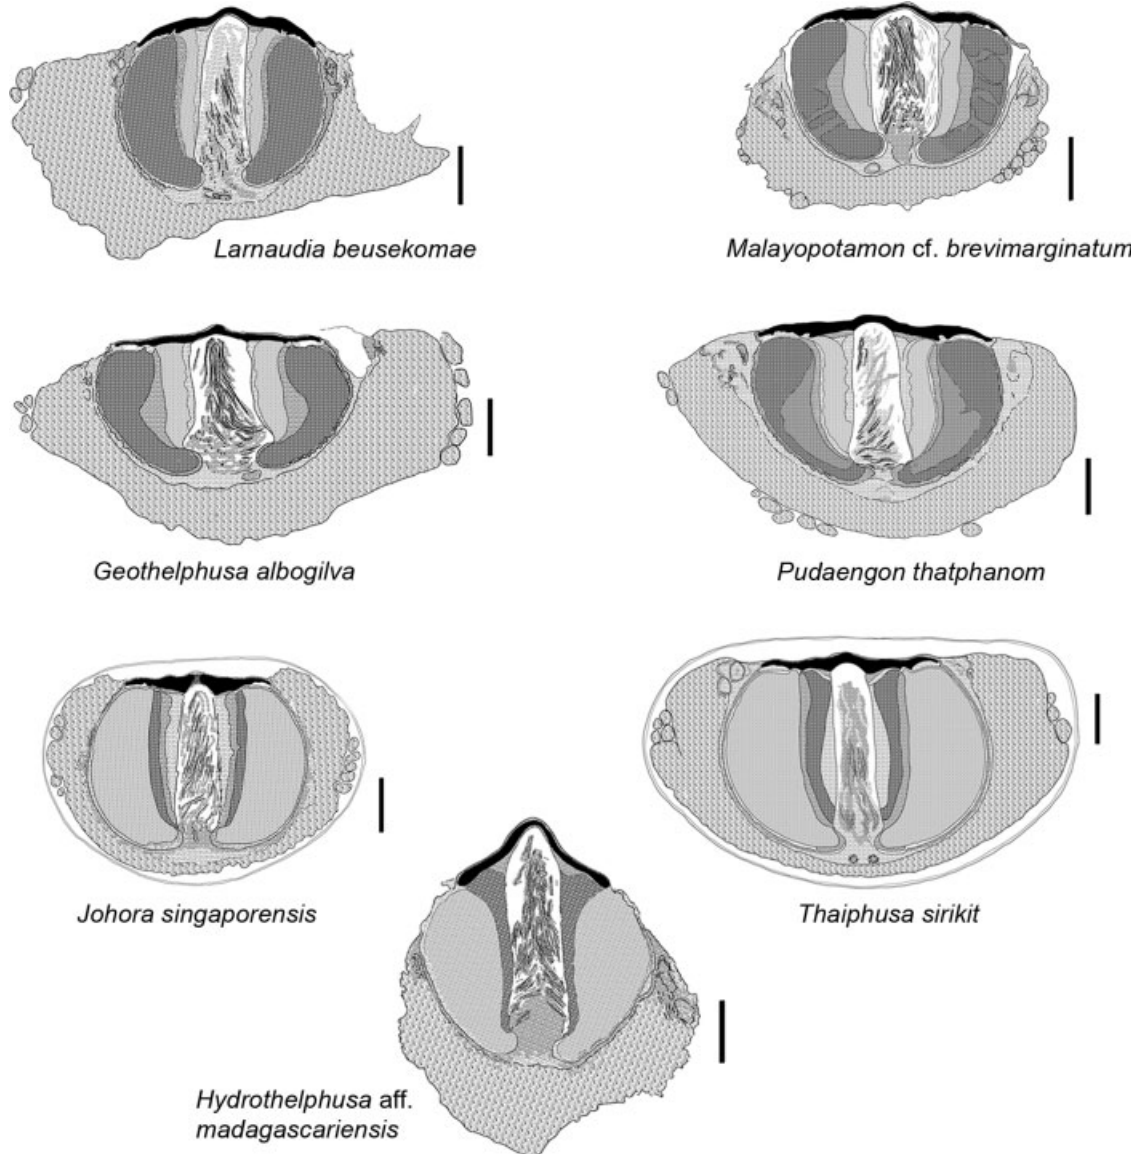 Larnaudia beusekomae
Malayopotamon cf. brevimarginatum
Geothelphusa albogilva
Pudaengon thatphanom
Johora singaporensis
Thaiphusa sirikit
Hydrothelphusa aff.
madagascariensis